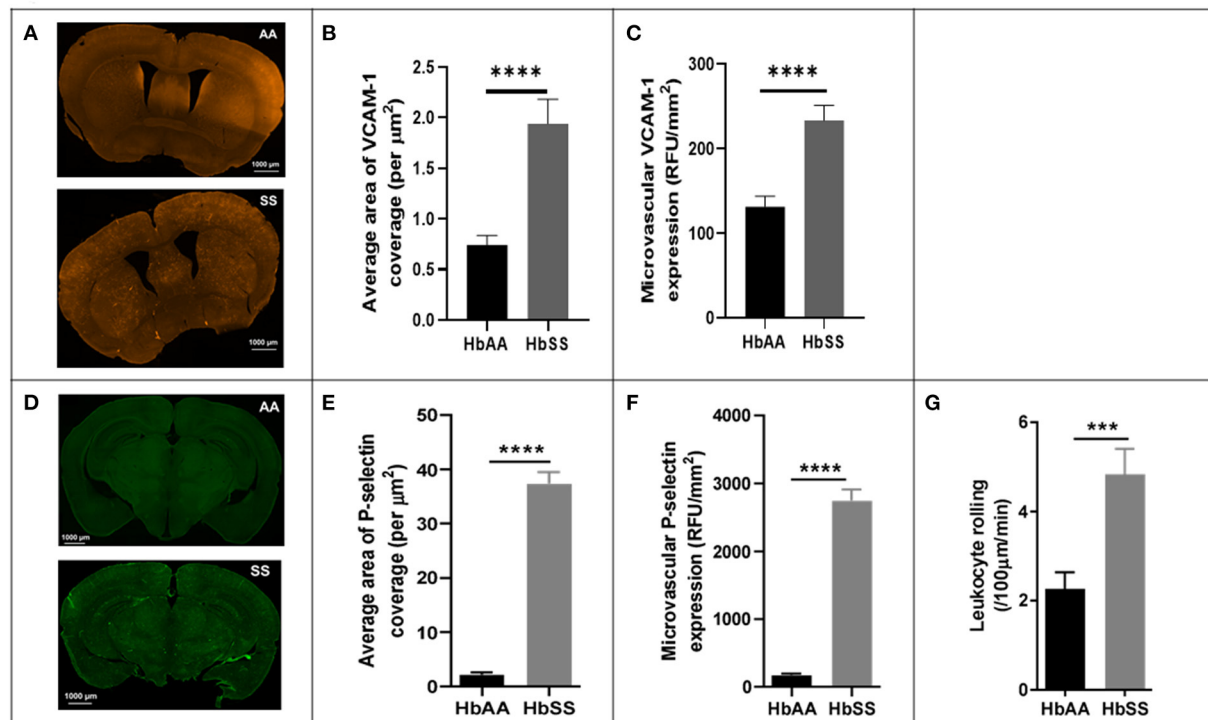 A
AA
1000 µm
SS
1000 µm
B
****
Average area of VCAM-1
coverage (per µm²)
2.5
2.0
1.5
1.0
0.5
0.0
HbAA
HbSS
C
****
Microvascular VCAM-1
expression (RFU/mm²)
300
200
100
0
HbAA
HbSS
D
AA
1000 µm
SS
1000 µm
E
****
Average area of P-selectin
coverage (per µm²)
50
40
30
20
10
0
HbAA
HbSS
F
****
Microvascular P-selectin
expression (RFU/mm²)
4000
3000
2000
1000
0
HbAA
HbSS
G
***
Leukocyte rolling
(/100µm/min)
6
4
2
0
HbAA
HbSS